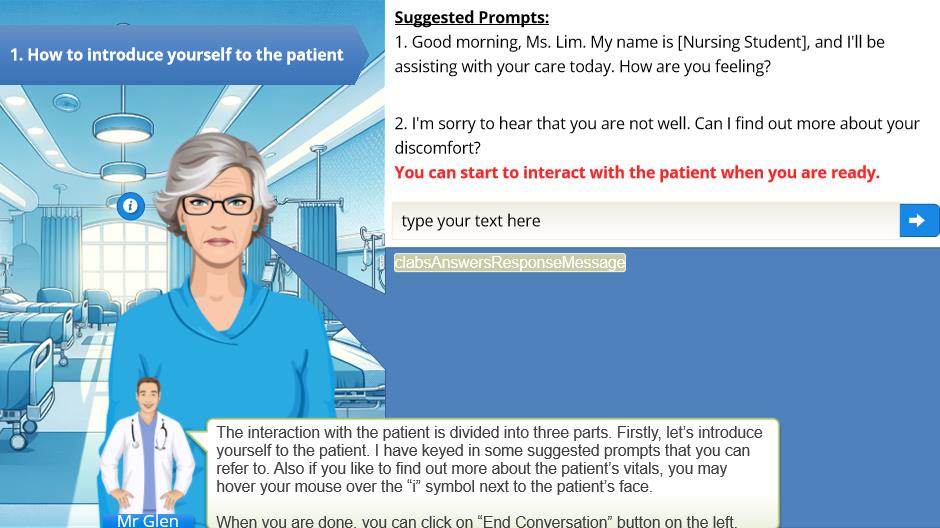 1. How to introduce yourself to the patient
Suggested Prompts:
1. Good morning, Ms. Lim. My name is [Nursing Student], and I'll be
assisting with your care today. How are you feeling?
2. I'm sorry to hear that you are not well. Can I find out more about your
discomfort?
You can start to interact with the patient when you are ready.
i
type your text here
clabsAnswersResponseMessage
The interaction with the patient is divided into three parts. Firstly, let’s introduce
yourself to the patient. I have keyed in some suggested prompts that you can
refer to. Also if you like to find out more about the patient’s vitals, you may
hover your mouse over the “i” symbol next to the patient’s face.
When you are done, you can click on “End Conversation” button on the left.
Mr Glen